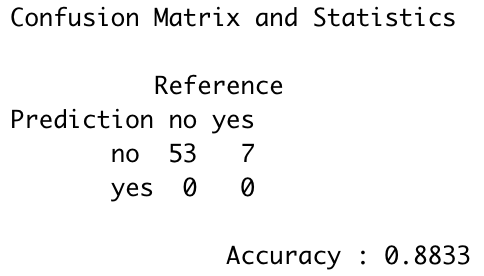 Confusion Matrix and Statistics
Reference
Prediction no yes
no 53 7
yes 0 0
Accuracy : 0.8833